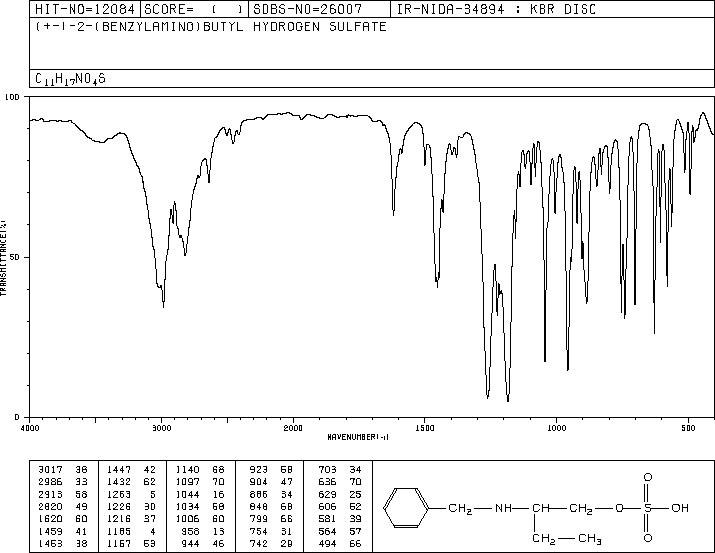 HIT-NO=12084 SCORE= ( ) SDBS-NO=26007 IR-NIDA-34894 : KBR DISC
(+-)-2-(BENZYLAMINO)BUTYL HYDROGEN SULFATE
C11H17NO4S
100
50
0
TRANSMITTANCE(%)
4000 3000 2000 1500 1000 500
WAVENUMBER(-1)
3017 36 1447 42 1140 68 923 58 703 34
2986 33 1432 62 1097 70 904 47 636 70
2913 58 1263 5 1044 16 886 34 629 25
2820 49 1226 30 1034 68 848 68 606 52
1620 60 1216 37 1006 60 799 66 581 39
1459 41 1185 4 958 13 754 31 564 57
1453 38 1157 53 944 46 742 29 494 66
CH2 NH CH CH2 O S OH
O
O
CH2 CH3